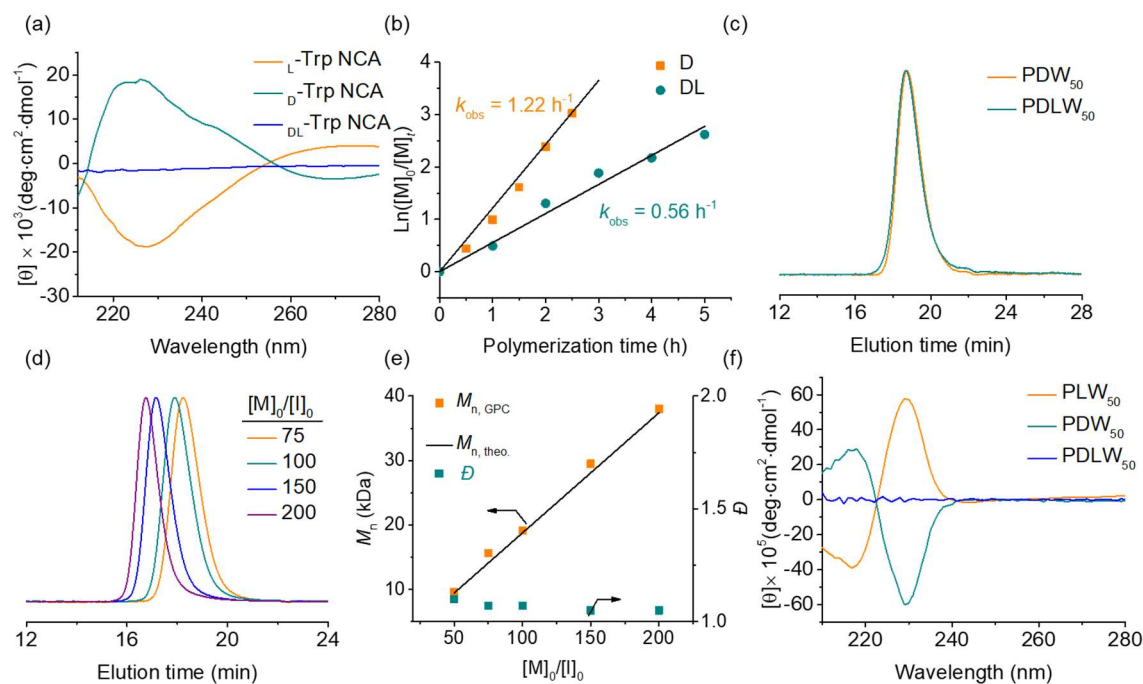 (a)
[θ] × 10³(deg·cm²·dmol⁻¹)
30
20
10
0
-10
-20
-30
220 240 260 280
Wavelength (nm)
L-Trp NCA
D-Trp NCA
DL-Trp NCA
(b)
Ln([M]₀/[M]ₜ)
5
4
3
2
1
0
0 1 2 3 4 5
Polymerization time (h)
D
DL
kobs = 1.22 h⁻¹
kobs = 0.56 h⁻¹
(c)
PDW₅₀
PDLW₅₀
12 16 20 24 28
Elution time (min)
(d)
[M]₀/[I]₀
75
100
150
200
12 16 20 24
Elution time (min)
(e)
Mn (kDa)
40
30
20
10
Mn, GPC
Mn, theo.
Đ
2.0
1.0
Đ
50 100 150 200
[M]₀/[I]₀
(f)
[θ]× 10⁵(deg·cm²·dmol⁻¹)
60
40
20
0
-20
-40
-60
220 240 260 280
Wavelength (nm)
PLW₅₀
PDW₅₀
PDLW₅₀